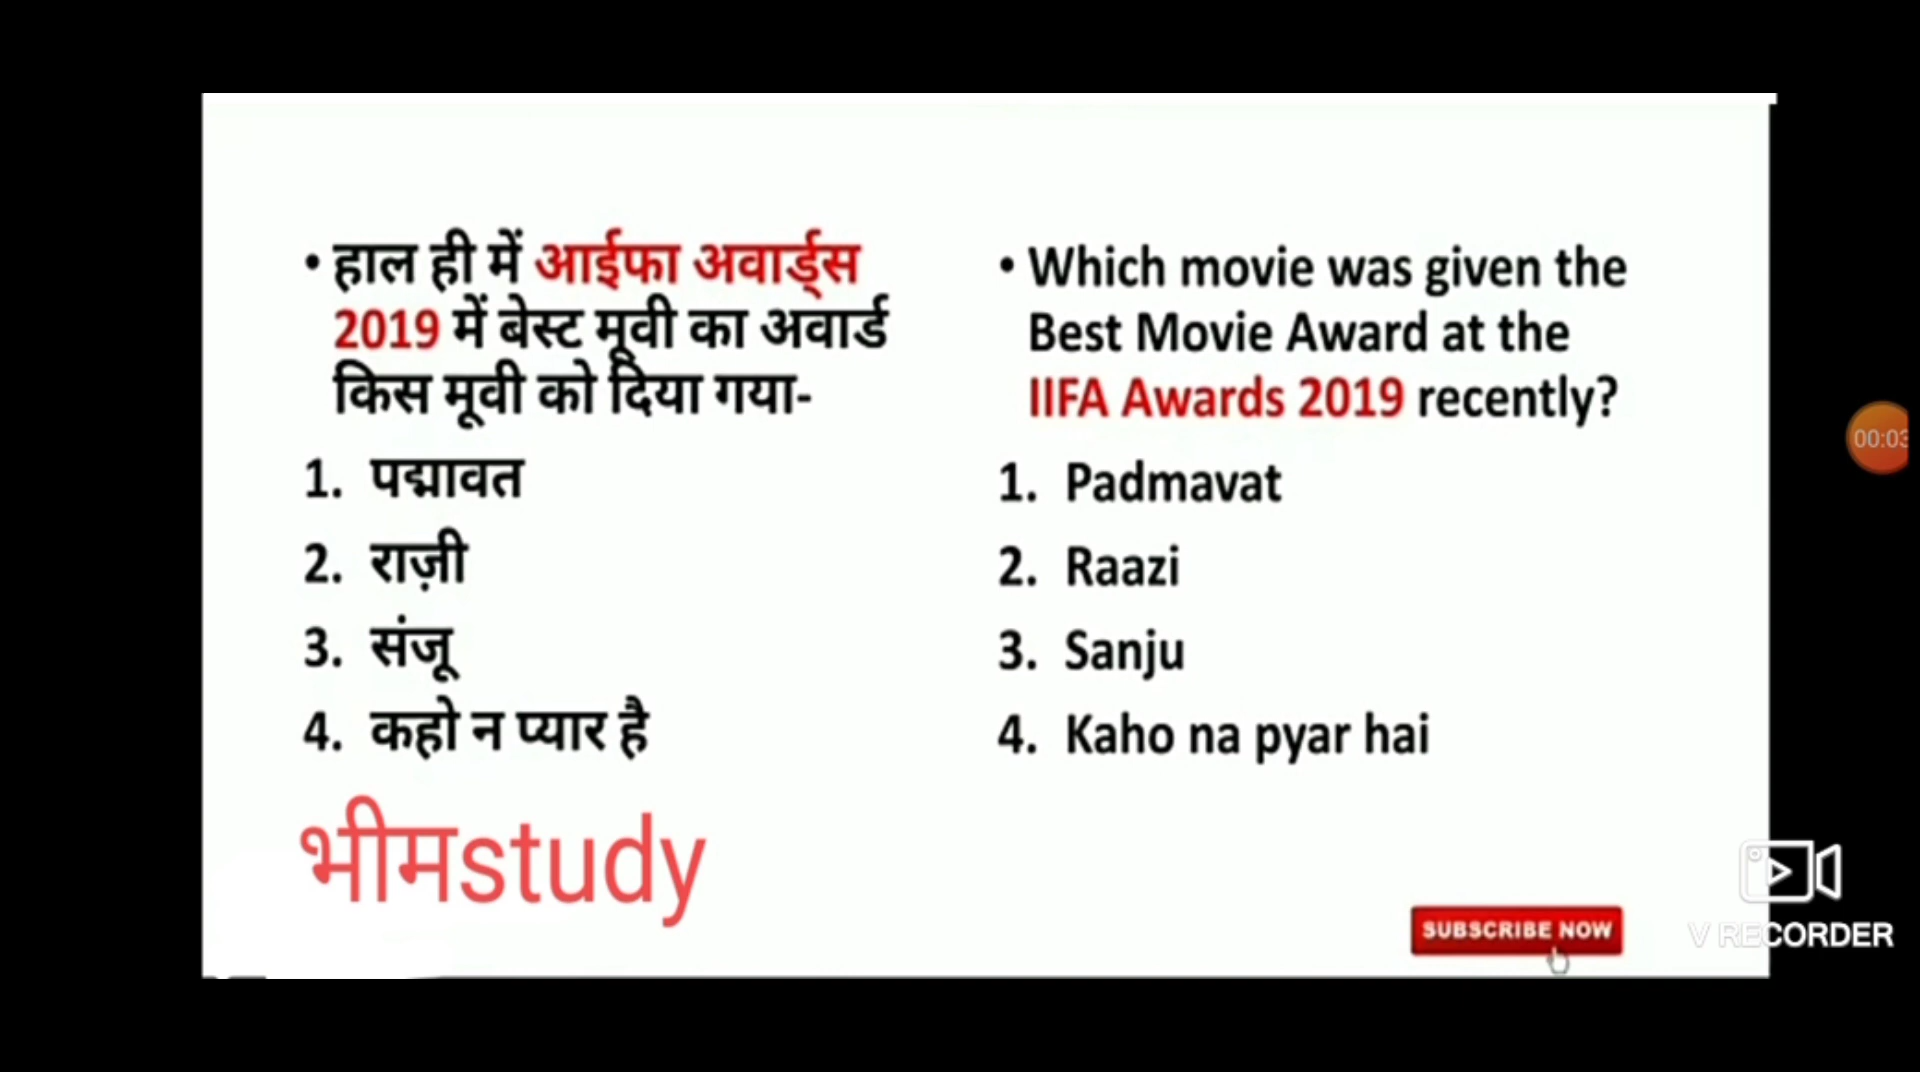 • हाल ही में आईफा अवार्ड्स
2019 में बेस्ट मूवी का अवार्ड
किस मूवी को दिया गया-
1. पद्मावत
2. राज़ी
3. संजू
4. कहो न प्यार है
भीमstudy
• Which movie was given the
Best Movie Award at the
IIFA Awards 2019 recently?
1. Padmavat
2. Raazi
3. Sanju
4. Kaho na pyar hai
SUBSCRIBE NOW
00:03
V RECORDER